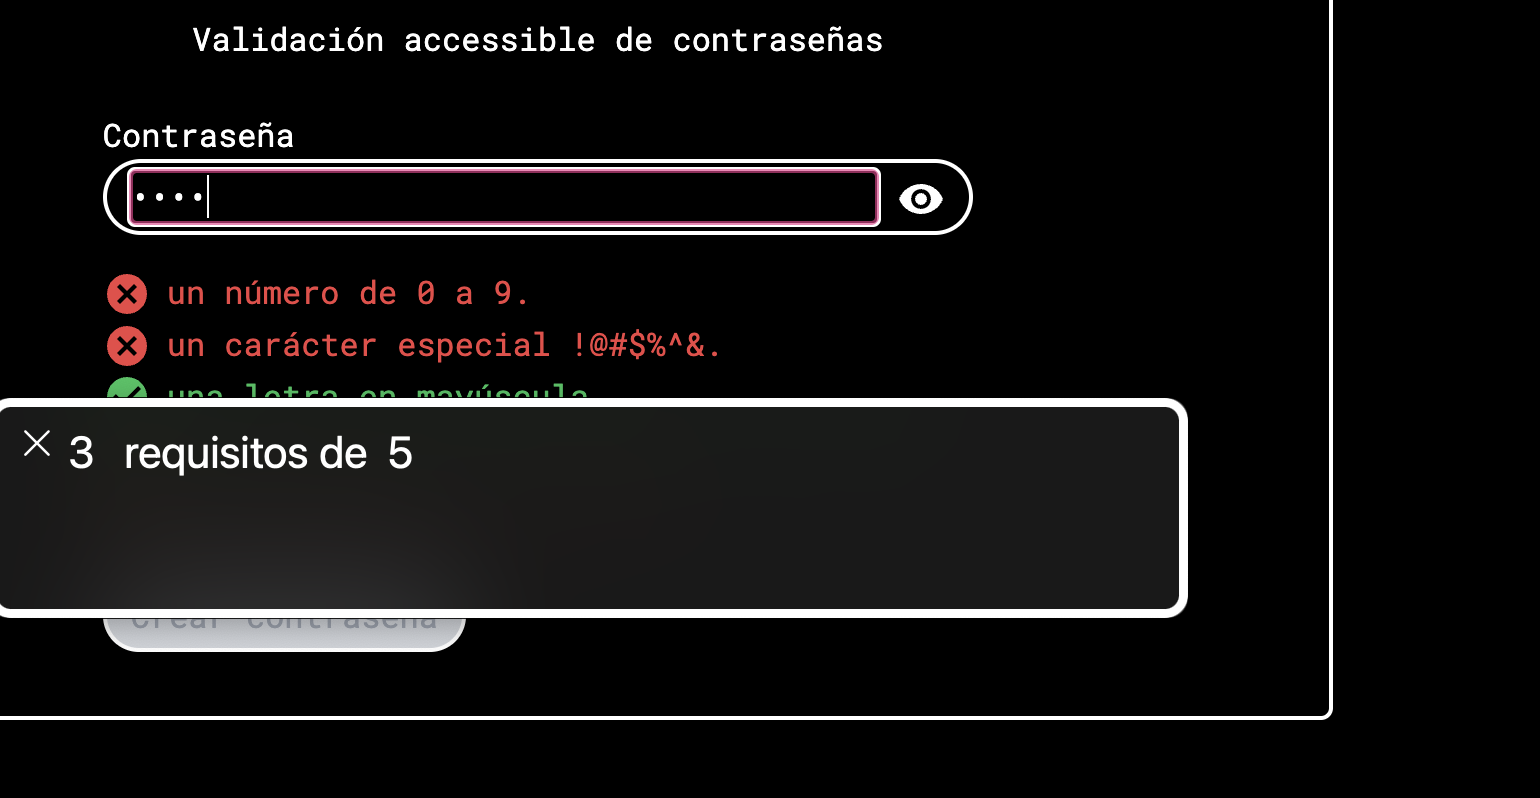 Validación accessible de contraseñas
Contraseña
un número de 0 a 9.
un carácter especial !@#$%^&.
una letra en mayúscula
3 requisitos de 5
Crear contraseña